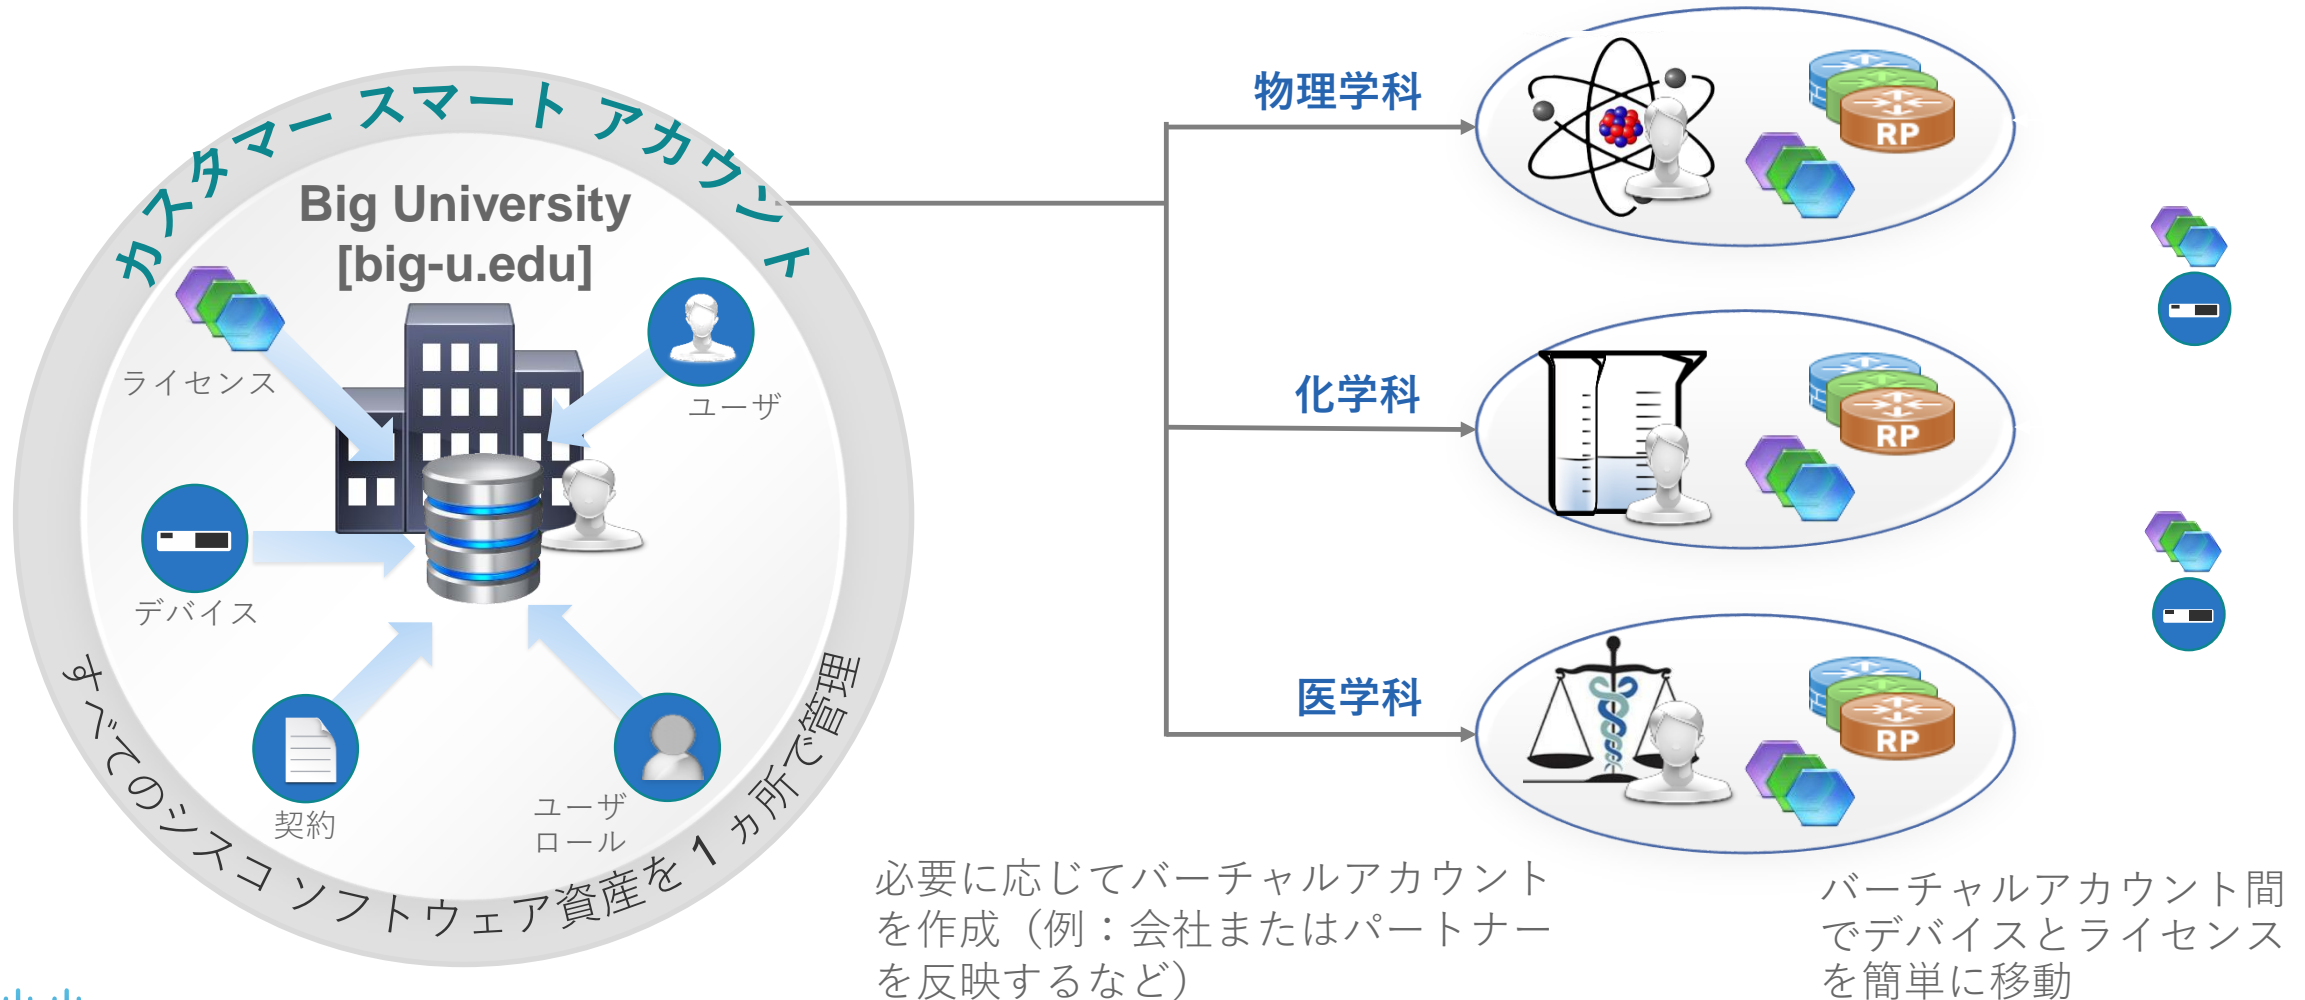 カスタマー スマート アカウント
Big University
[big-u.edu]
ライセンス
ユーザ
デバイス
契約
ユーザ
ロール
すべてのシスコ ソフトウェア資産を 1 ヵ所で管理
物理学科
RP
化学科
RP
医学科
RP
必要に応じてバーチャルアカウント
を作成（例：会社またはパートナー
を反映するなど）
バーチャルアカウント間
でデバイスとライセンス
を簡単に移動